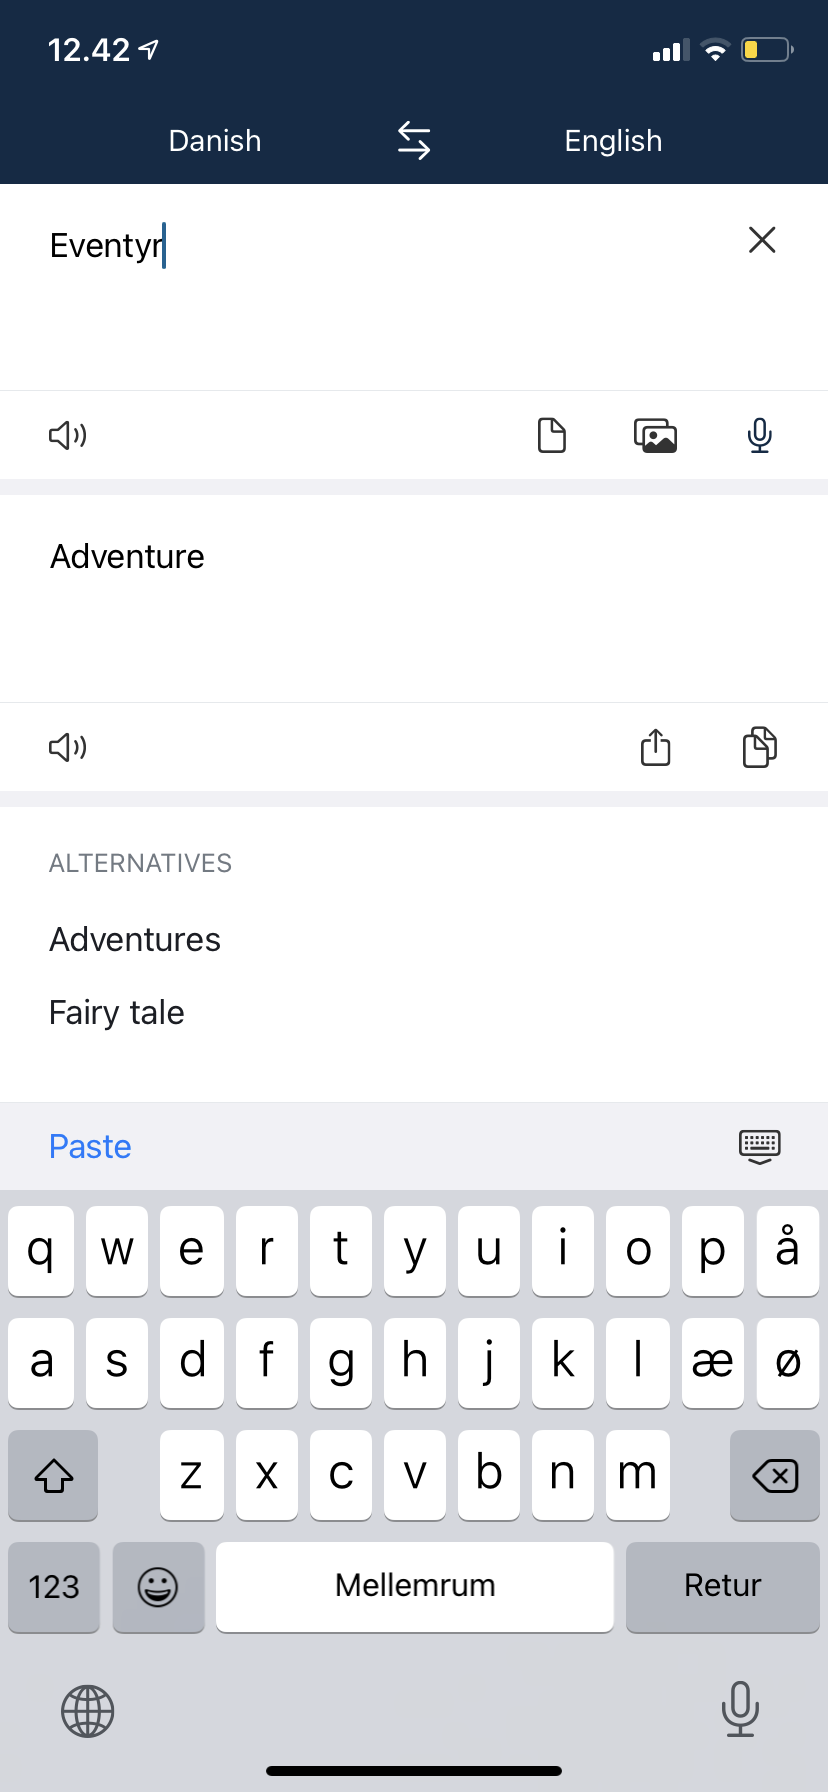 12.42
Danish English
Eventyr
Adventure
ALTERNATIVES
Adventures
Fairy tale
Paste
q w e r t y u i o p å
a s d f g h j k l æ ø
z x c v b n m
123 Mellemrum Retur